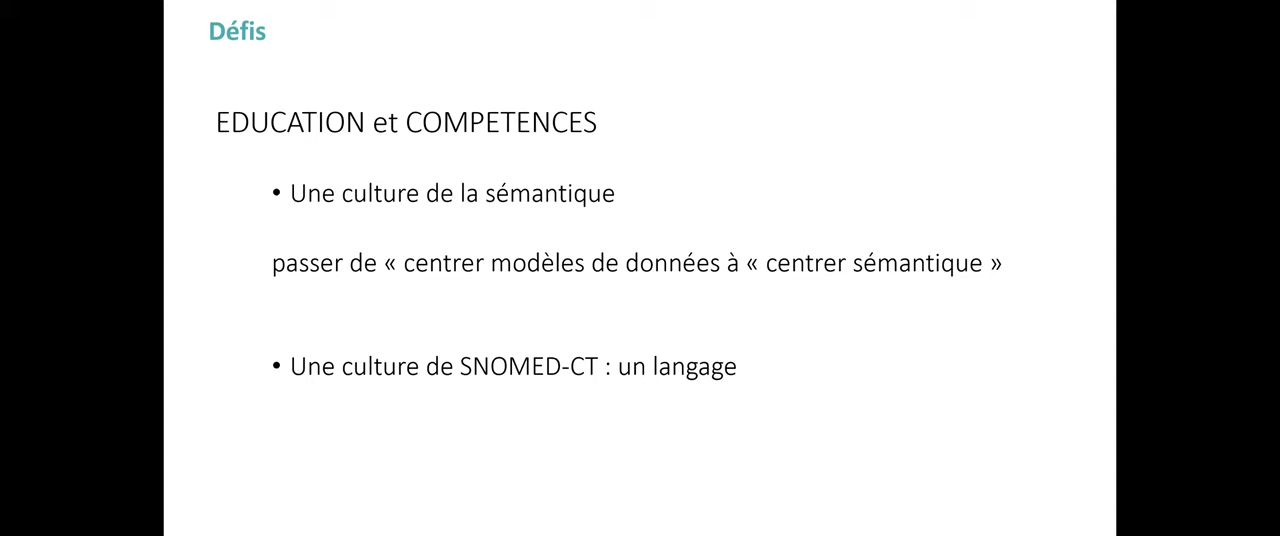 Défis
EDUCATION et COMPETENCES
• Une culture de la sémantique
passer de « centrer modèles de données à « centrer sémantique »
• Une culture de SNOMED-CT : un langage